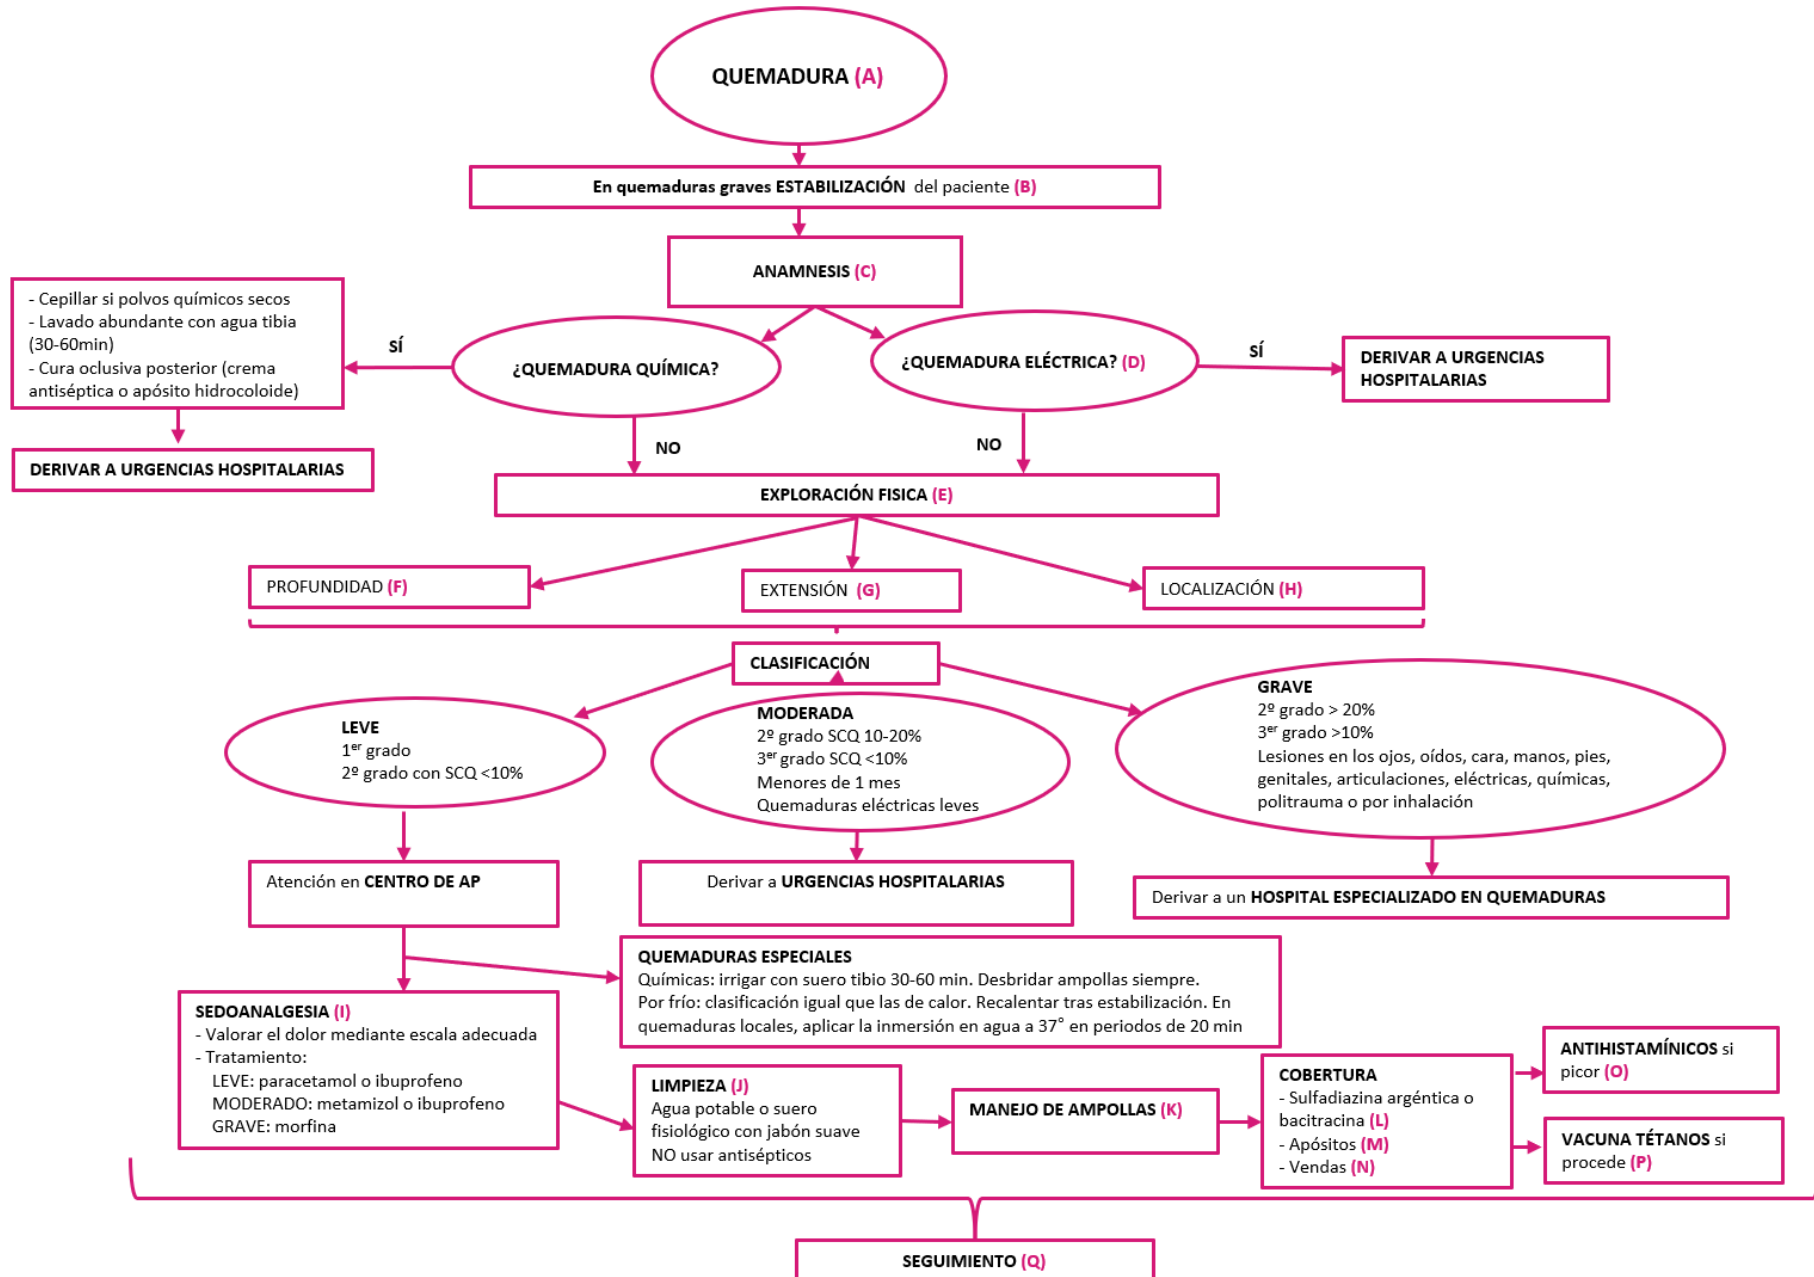 QUEMADURA (A)
En quemaduras graves ESTABILIZACIÓN del paciente (B)
ANAMNESIS (C)
- Cepillar si polvos químicos secos
- Lavado abundante con agua tibia
(30-60min)
- Cura oclusiva posterior (crema
antiséptica o apósito hidrocoloide)
SÍ
¿QUEMADURA QUÍMICA?
¿QUEMADURA ELÉCTRICA? (D)
SÍ
DERIVAR A URGENCIAS
HOSPITALARIAS
DERIVAR A URGENCIAS HOSPITALARIAS
NO
NO
EXPLORACIÓN FISICA (E)
PROFUNDIDAD (F)
EXTENSIÓN (G)
LOCALIZACIÓN (H)
CLASIFICACIÓN
LEVE
1er grado
2º grado con SCQ <10%
MODERADA
2º grado SCQ 10-20%
3er grado SCQ <10%
Menores de 1 mes
Quemaduras eléctricas leves
GRAVE
2º grado > 20%
3er grado >10%
Lesiones en los ojos, oídos, cara, manos, pies,
genitales, articulaciones, eléctricas, químicas,
politrauma o por inhalación
Atención en CENTRO DE AP
Derivar a URGENCIAS HOSPITALARIAS
Derivar a un HOSPITAL ESPECIALIZADO EN QUEMADURAS
QUEMADURAS ESPECIALES
Químicas: irrigar con suero tibio 30-60 min. Desbridar ampollas siempre.
Por frío: clasificación igual que las de calor. Recalentar tras estabilización. En
quemaduras locales, aplicar la inmersión en agua a 37° en periodos de 20 min
SEDOANALGESIA (I)
- Valorar el dolor mediante escala adecuada
- Tratamiento:
LEVE: paracetamol o ibuprofeno
MODERADO: metamizol o ibuprofeno
GRAVE: morfina
LIMPIEZA (J)
Agua potable o suero
fisiológico con jabón suave
NO usar antisépticos
MANEJO DE AMPOLLAS (K)
COBERTURA
- Sulfadiazina argéntica o
bacitracina (L)
- Apósitos (M)
- Vendas (N)
ANTIHISTAMÍNICOS si
picor (O)
VACUNA TÉTANOS si
procede (P)
SEGUIMIENTO (Q)